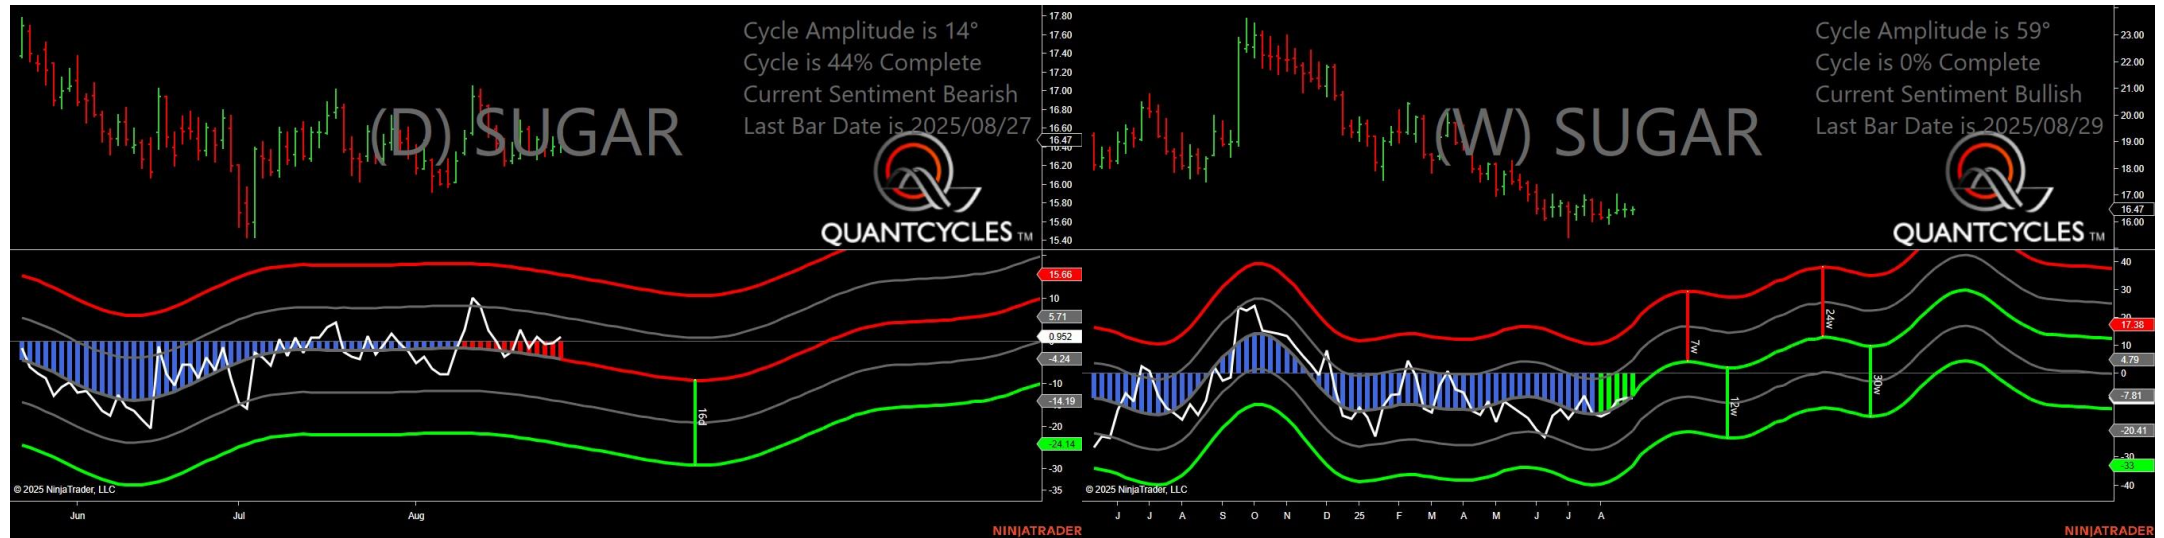 Cycle Amplitude is 14°
Cycle is 44% Complete
Current Sentiment Bearish
Last Bar Date is 2025/08/27
(D) SUGAR
QUANTCYCLES TM
17.80
17.60
17.40
17.20
17.00
16.80
16.60
16.47
16.20
16.00
15.80
15.60
15.40
15.66
10
5.71
0.952
-4.24
-10
-14.19
-20
-24.14
-30
-35
16d
© 2025 NinjaTrader, LLC
Jun
Jul
Aug
NINJATRADER
Cycle Amplitude is 59°
Cycle is 0% Complete
Current Sentiment Bullish
Last Bar Date is 2025/08/29
(W) SUGAR
QUANTCYCLES TM
23.00
22.00
21.00
20.00
19.00
18.00
17.00
16.47
16.00
40
30
17.38
10
4.79
0
-7.81
-20.41
-33
-40
7w
12w
24w
30w
© 2025 NinjaTrader, LLC
J
J
A
S
O
N
D
25
F
M
A
M
J
J
A
NINJATRADER